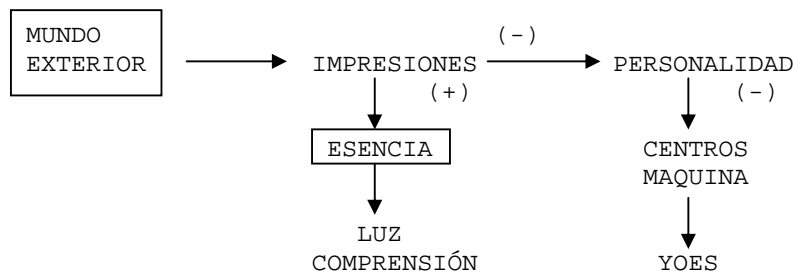 MUNDO
EXTERIOR
(-)
IMPRESIONES
PERSONALIDAD
(+)
(-)
ESENCIA
CENTROS
MAQUINA
LUZ
COMPRENSIÓN
YOES